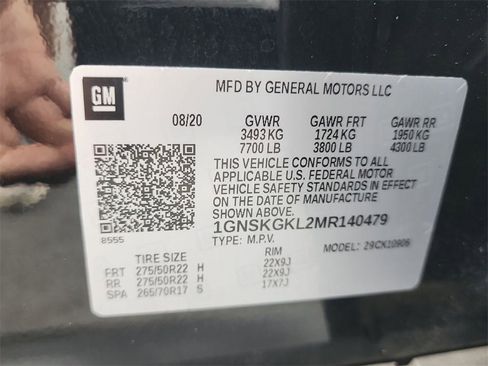 GM
MFD BY GENERAL MOTORS LLC
08/20 GVWR GAWR FRT GAWR RR
3493 KG 1724 KG 1950 KG
7700 LB 3800 LB 4300 LB
THIS VEHICLE CONFORMS TO ALL
APPLICABLE U.S. FEDERAL MOTOR
VEHICLE SAFETY STANDARDS IN EFFECT
ON THE DATE OF MANUFACTURE
SHOWN ABOVE.
1GNSKGKL2MR140479
8555
TYPE: M.P.V. MODEL: 29CK10906
TIRE SIZE RIM
FRT 275/50R22 H 22X9J
RR 275/50R22 H 22X9J
SPA 265/70R17 S 17X7J